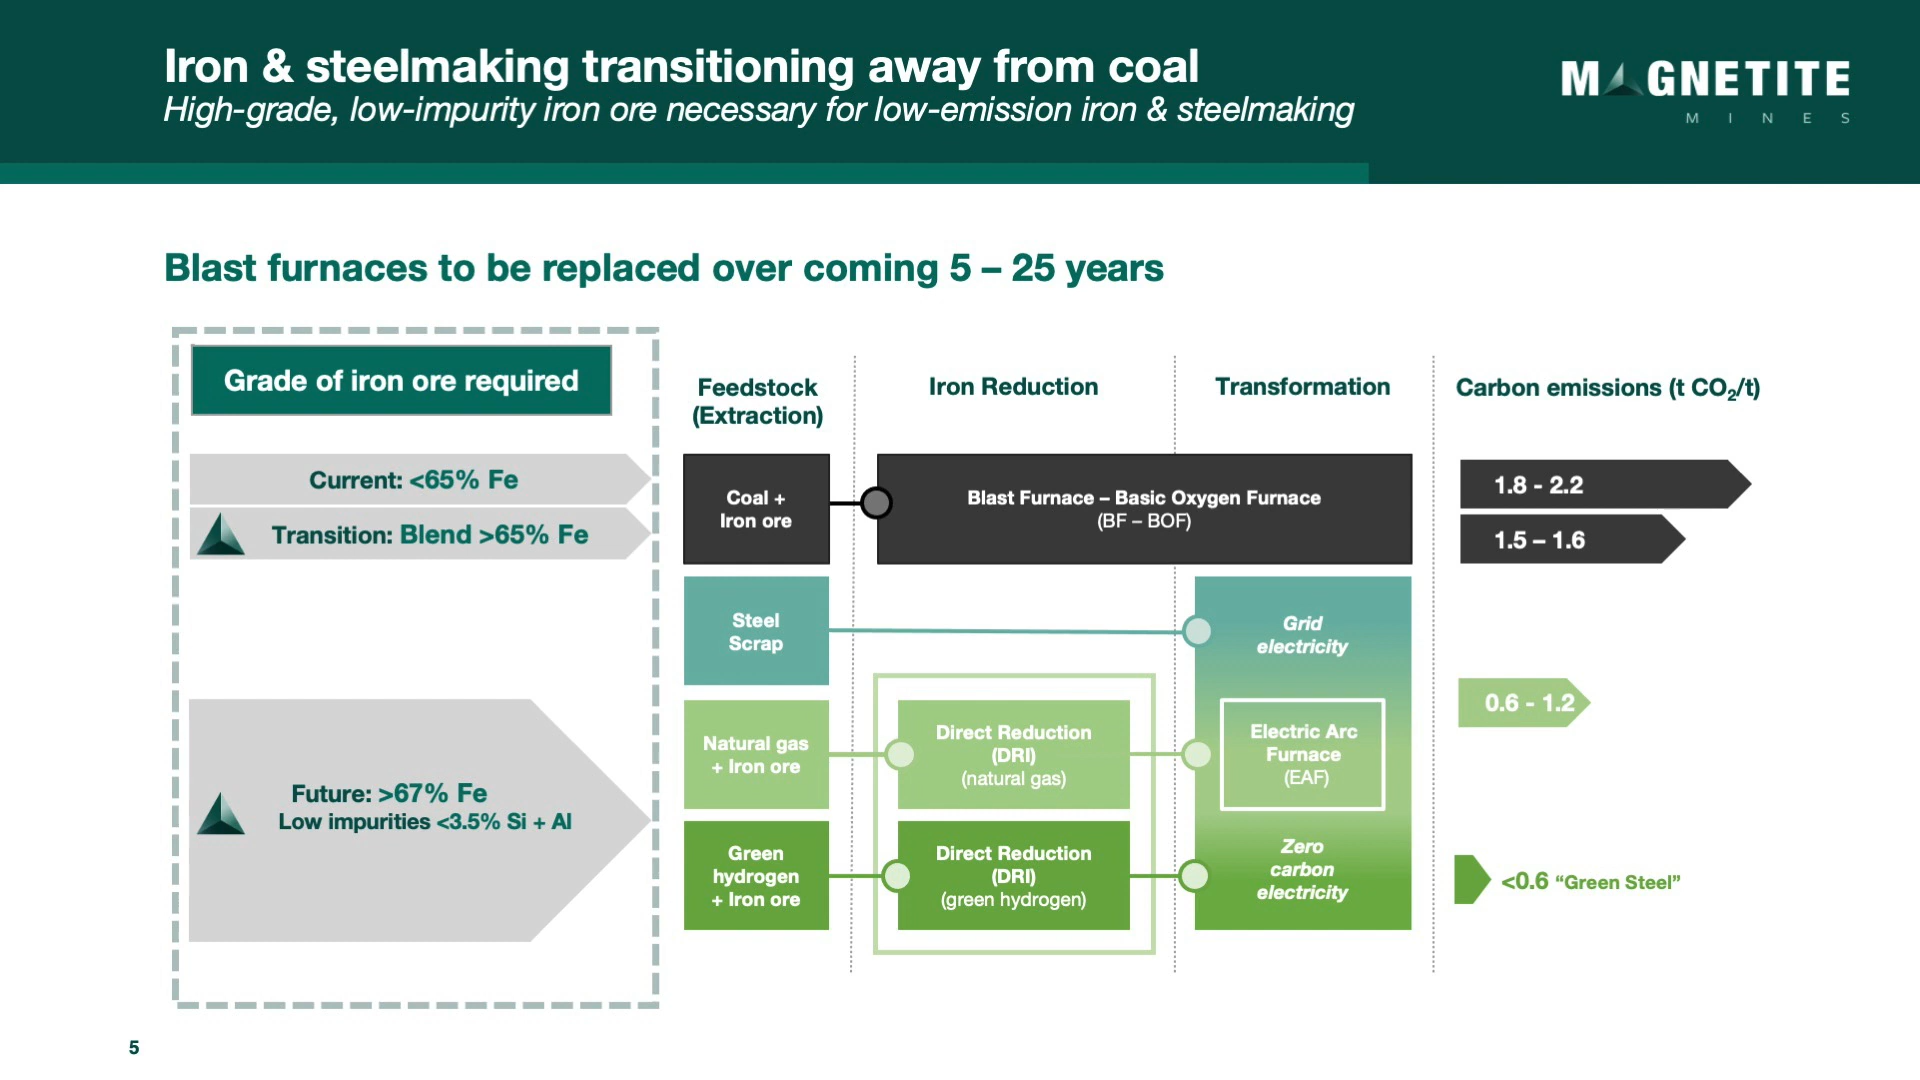 Iron & steelmaking transitioning away from coal
High-grade, low-impurity iron ore necessary for low-emission iron & steelmaking
MAGNETITE
MINES
Blast furnaces to be replaced over coming 5 – 25 years
Grade of iron ore required
Feedstock
(Extraction)
Iron Reduction
Transformation
Carbon emissions (t CO₂/t)
Current: <65% Fe
Transition: Blend >65% Fe
Coal +
Iron ore
Blast Furnace – Basic Oxygen Furnace
(BF – BOF)
1.8 - 2.2
1.5 – 1.6
Steel
Scrap
Grid
electricity
Future: >67% Fe
Low impurities <3.5% Si + Al
Natural gas
+ Iron ore
Direct Reduction
(DRI)
(natural gas)
Electric Arc
Furnace
(EAF)
0.6 - 1.2
Green
hydrogen
+ Iron ore
Direct Reduction
(DRI)
(green hydrogen)
Zero
carbon
electricity
<0.6 “Green Steel”
5